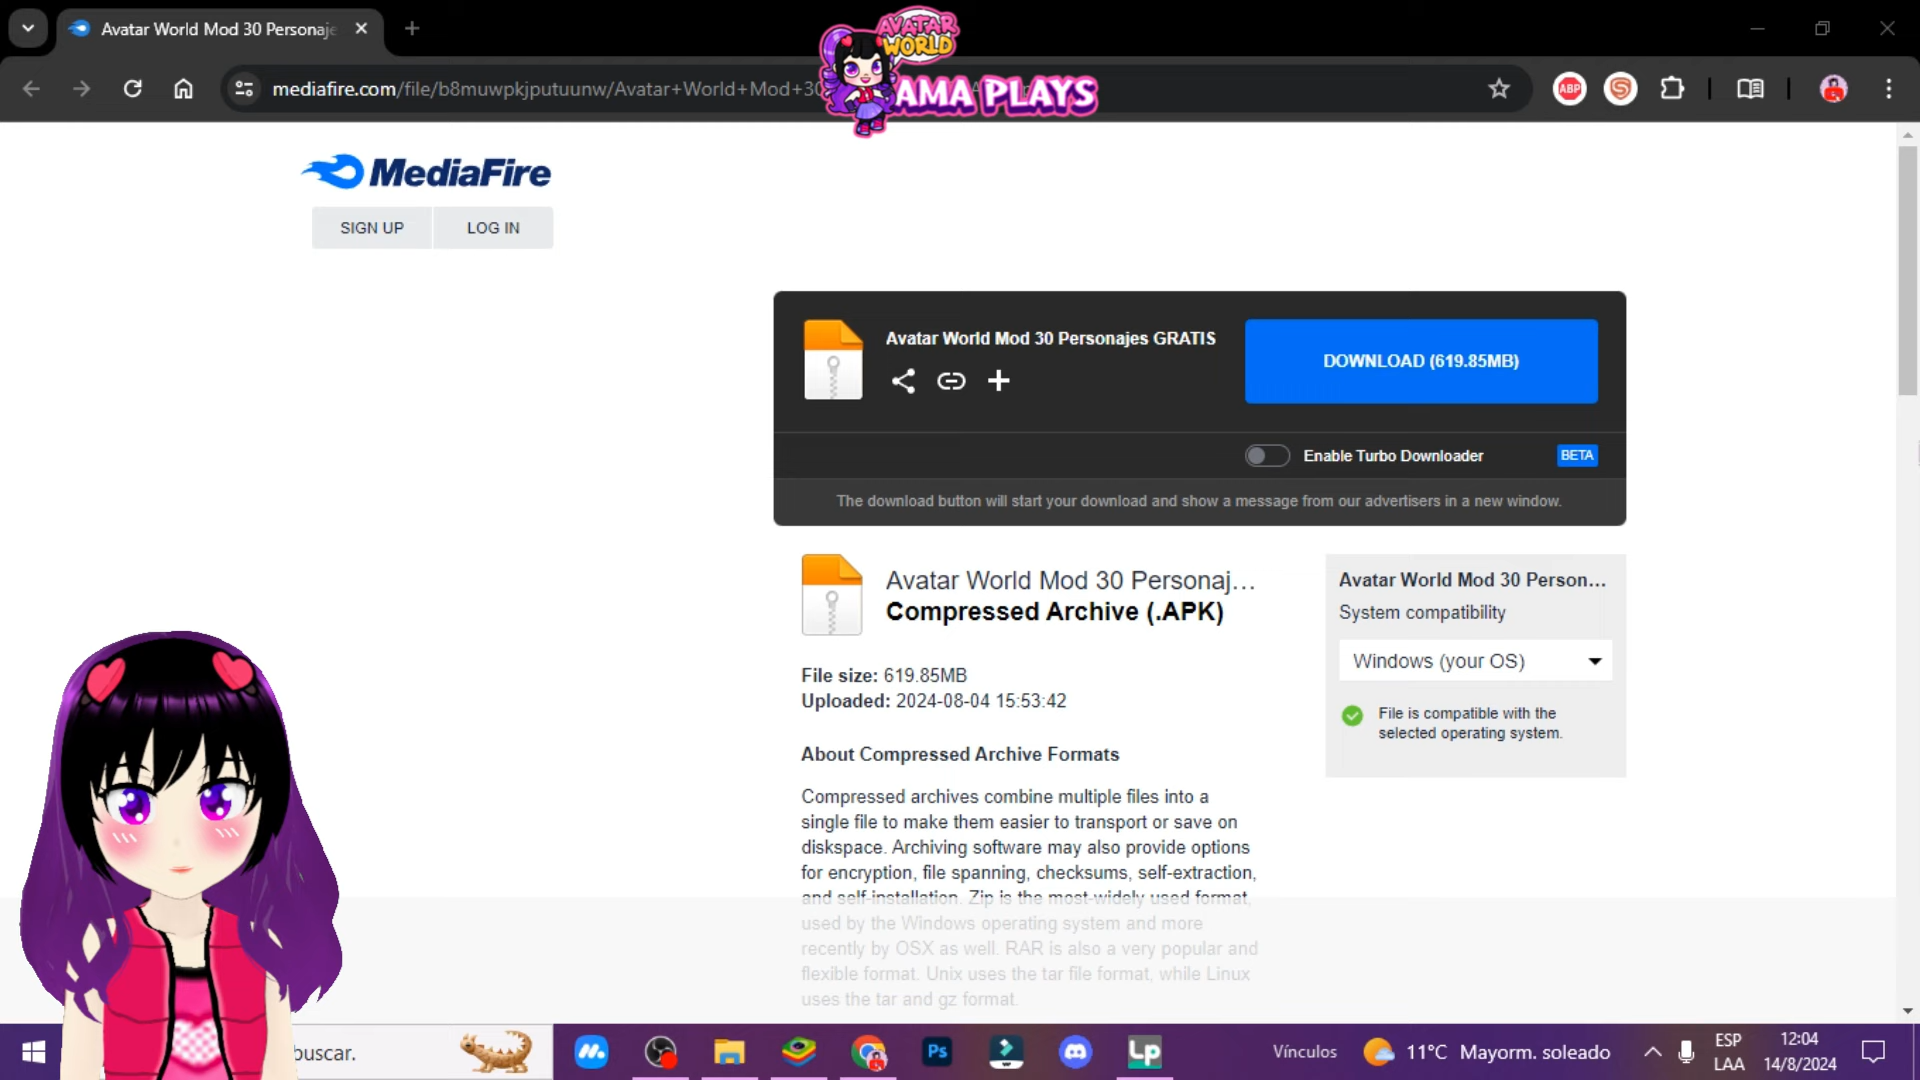 Avatar World Mod 30 Personaje
AVATAR
WORLD
AMA PLAYS
mediafire.com/file/b8muwpkjputuunw/Avatar+World+Mod+30
ABP
MediaFire
SIGN UP
LOG IN
Avatar World Mod 30 Personajes GRATIS
DOWNLOAD (619.85MB)
Enable Turbo Downloader
BETA
The download button will start your download and show a message from our advertisers in a new window.
Avatar World Mod 30 Personaj...
Compressed Archive (.APK)
File size: 619.85MB
Uploaded: 2024-08-04 15:53:42
About Compressed Archive Formats
Compressed archives combine multiple files into a
single file to make them easier to transport or save on
diskspace. Archiving software may also provide options
for encryption, file spanning, checksums, self-extraction,
and self-installation. Zip is the most widely used format,
used by the Windows operating system and more
recently by OSX as well. RAR is also a very popular and
flexible format. Unix uses the tar file format, while Linux
uses the tar and gz format.
Avatar World Mod 30 Person...
System compatibility
Windows (your OS)
File is compatible with the
selected operating system.
buscar.
Ps
Lp
Vínculos
11°C Mayorm. soleado
ESP
LAA
12:04
14/8/2024